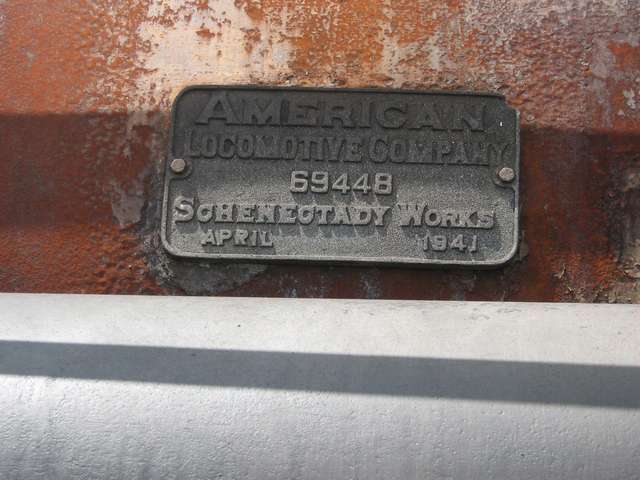 AMERICAN
LOCOMOTIVE COMPANY
69448
SCHENECTADY WORKS
APRIL 1941